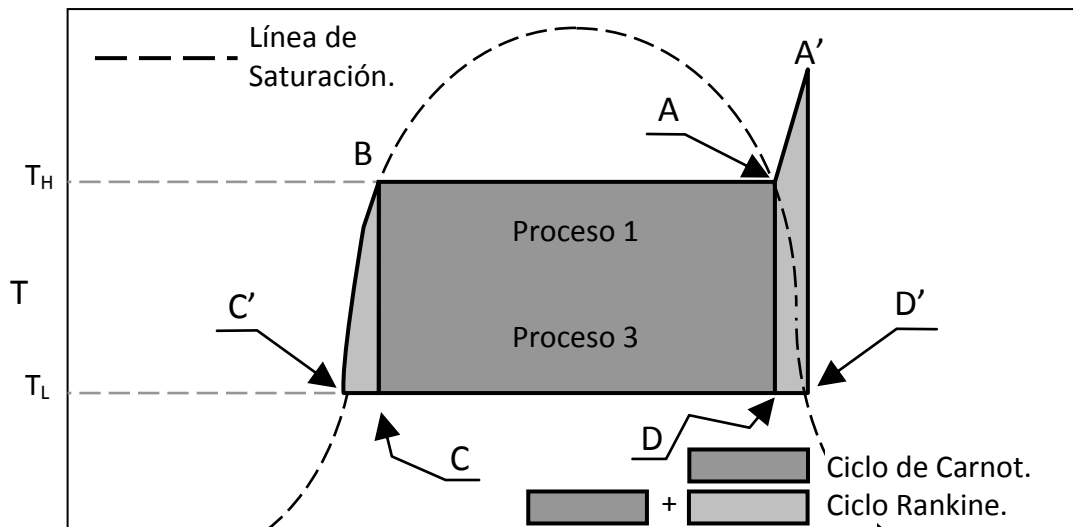 Línea de
Saturación.
A’
A
B
T_H
Proceso 1
T
C’
D’
Proceso 3
T_L
D
C
Ciclo de Carnot.
+
Ciclo Rankine.